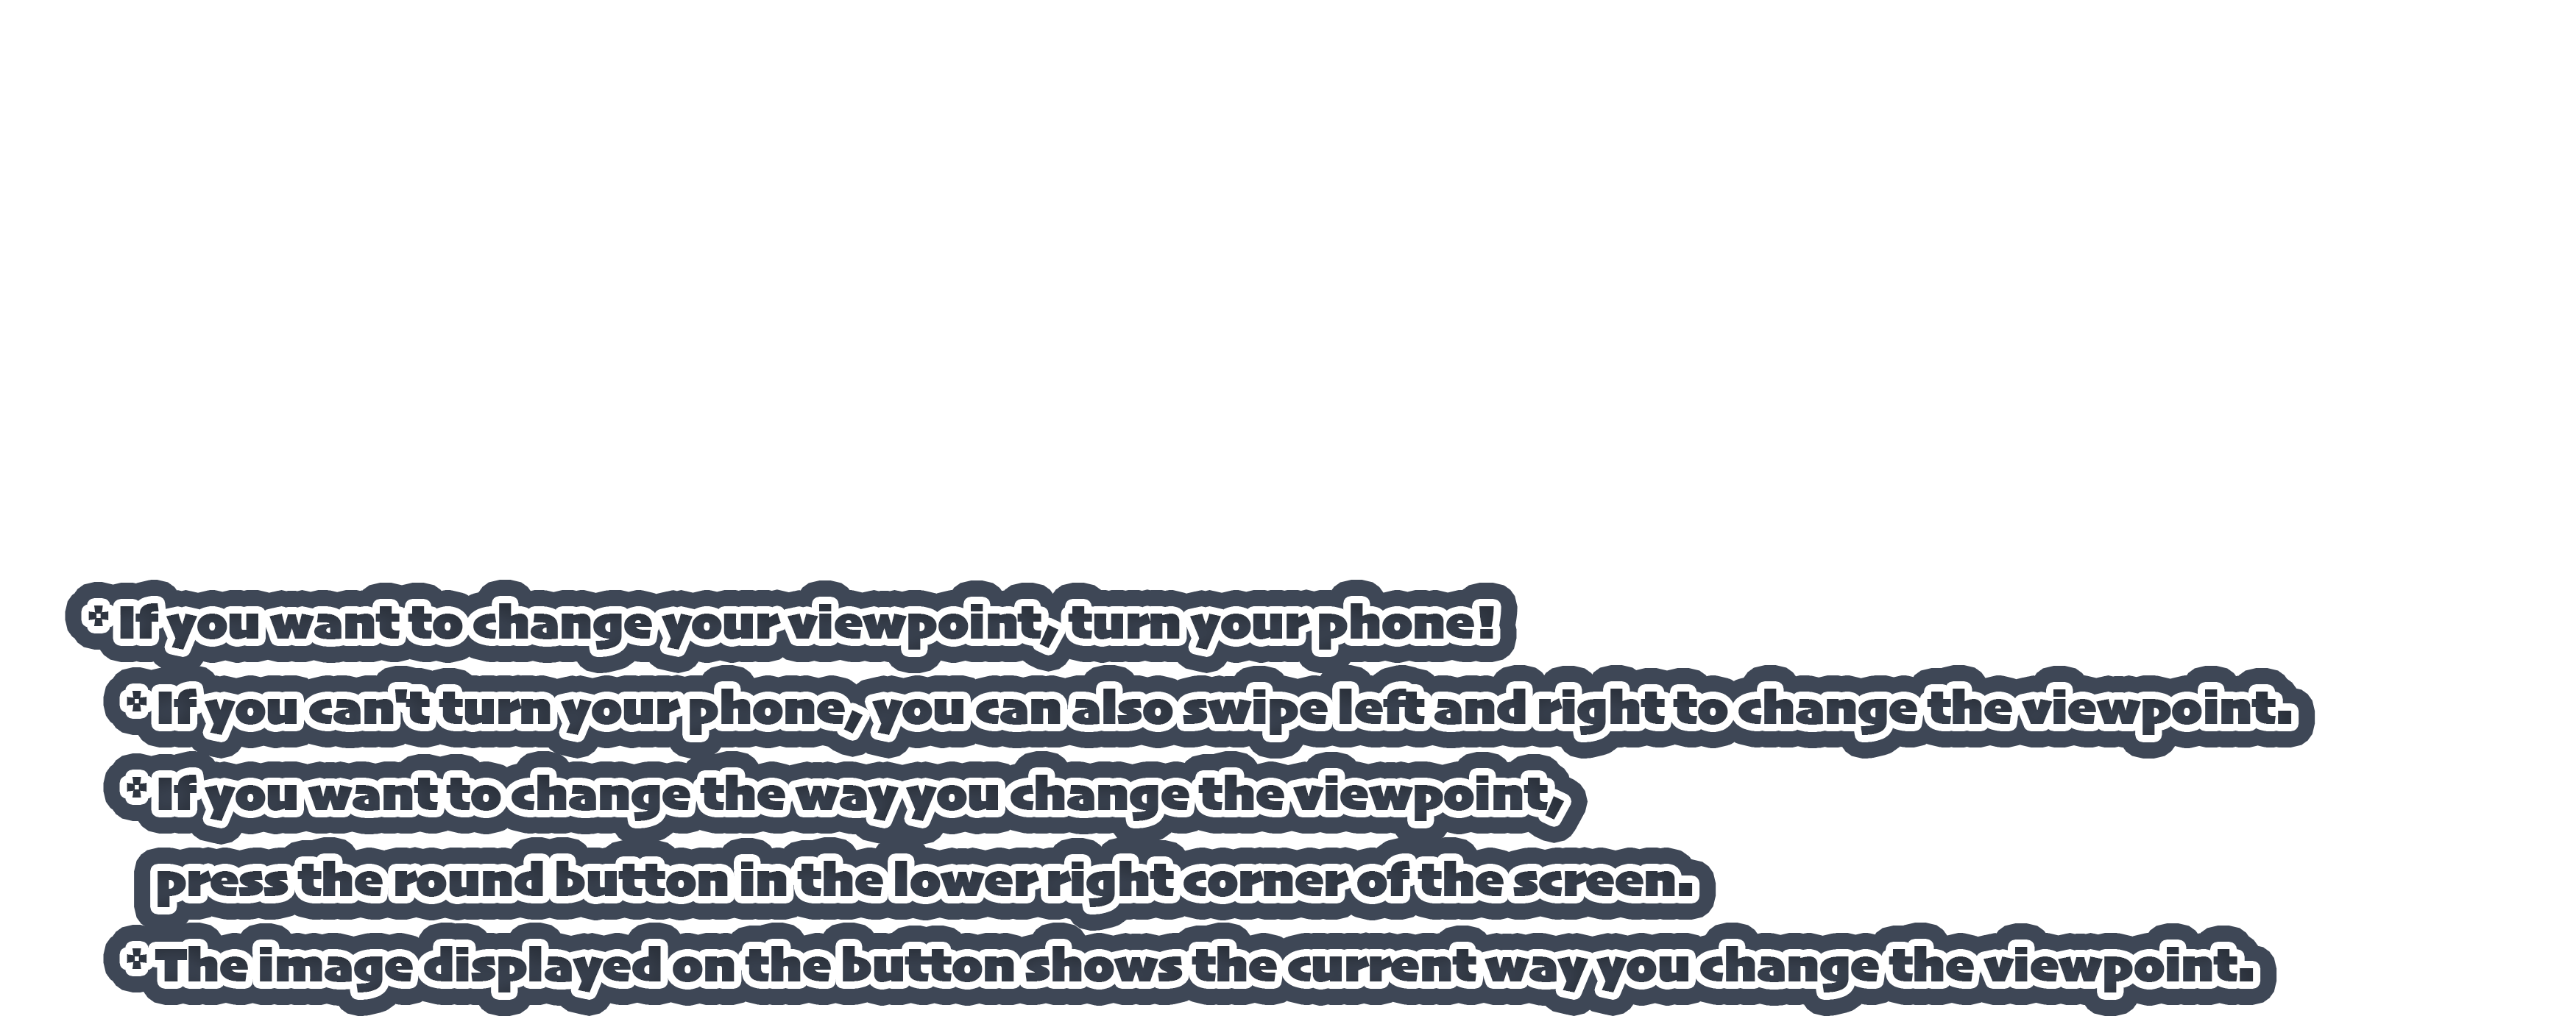 *If you want to change your viewpoint, turn your phone!
*If you can't turn your phone, you can also swipe left and right to change the viewpoint.
*If you want to change the way you change the viewpoint,
press the round button in the lower right corner of the screen.
*The image displayed on the button shows the current way you change the viewpoint.